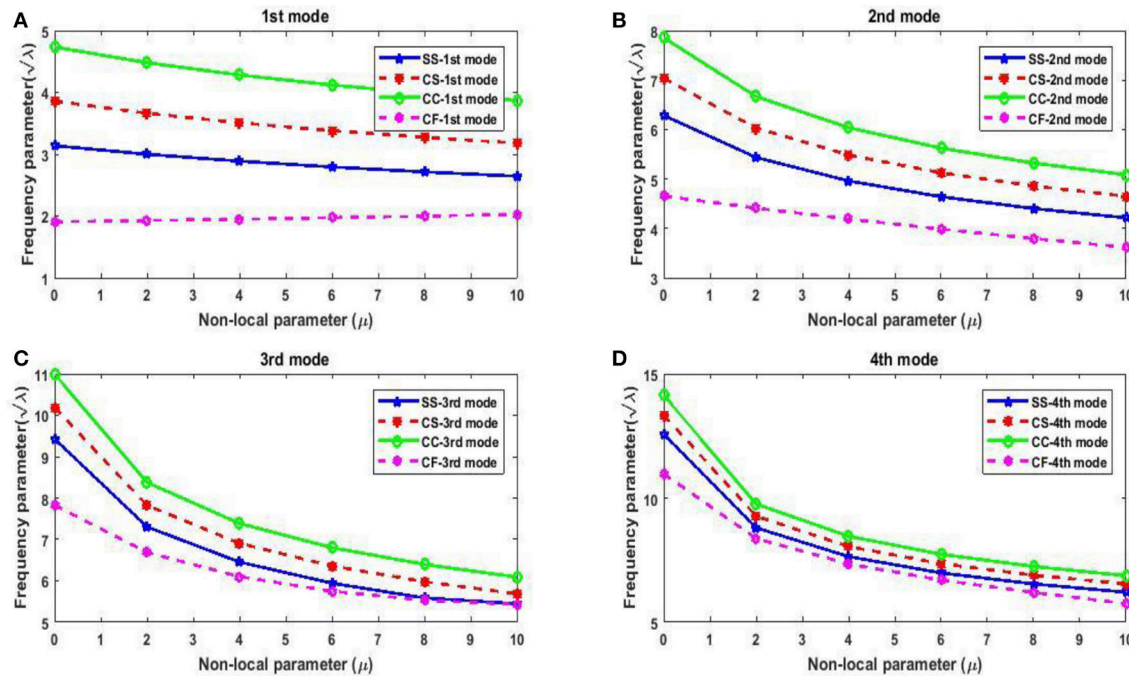 A
1st mode
Frequency parameter(√λ)
5
4
3
2
1
SS-1st mode
CS-1st mode
CC-1st mode
CF-1st mode
0 1 2 3 4 5 6 7 8 9 10
Non-local parameter (μ)
B
2nd mode
Frequency parameter(√λ)
8
7
6
5
4
3
SS-2nd mode
CS-2nd mode
CC-2nd mode
CF-2nd mode
0 1 2 3 4 5 6 7 8 9 10
Non-local parameter (μ)
C
3rd mode
Frequency parameter(√λ)
11
10
9
8
7
6
5
SS-3rd mode
CS-3rd mode
CC-3rd mode
CF-3rd mode
0 1 2 3 4 5 6 7 8 9 10
Non-local parameter (μ)
D
4th mode
Frequency parameter(√λ)
15
10
5
SS-4th mode
CS-4th mode
CC-4th mode
CF-4th mode
0 1 2 3 4 5 6 7 8 9 10
Non-local parameter (μ)